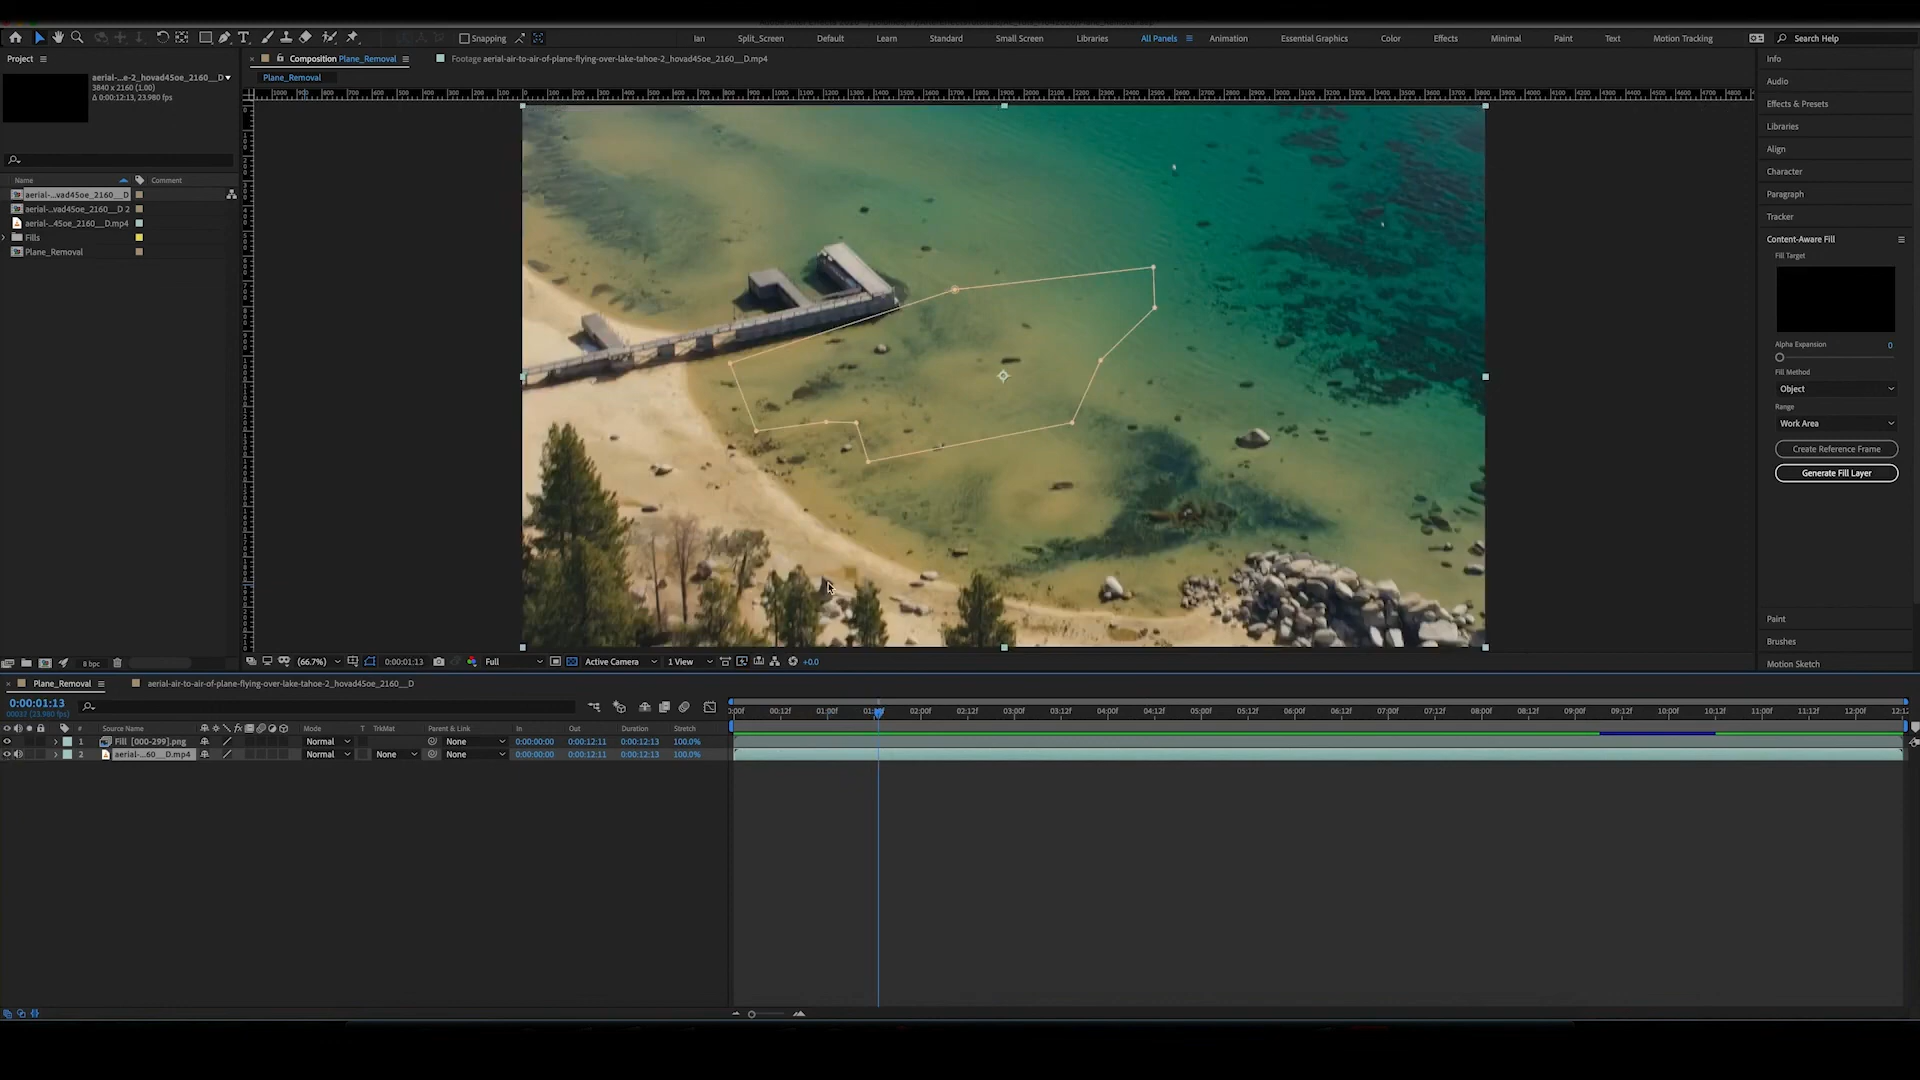 Snapping
Ian
Split_Screen
Default
Learn
Standard
Small Screen
Libraries
All Panels
Animation
Essential Graphics
Color
Effects
Minimal
Paint
Text
Motion Tracking
Search Help
Project
Composition Plane_Removal
Footage aerial-air-to-air-of-plane-flying-over-lake-tahoe-2_hovad45oe_2160__D.mp4
Plane_Removal
aerial-...e-2_hovad45oe_2160__D
3840 x 2160 (1.00)
Δ 0:00:12:13, 23.980 fps
Name
Comment
aerial-...vad45oe_2160__D
aerial-...vad45oe_2160__D 2
aerial-...45oe_2160__D.mp4
Fills
Plane_Removal
8 bpc
(66.7%)
0:00:01:13
Full
Active Camera
1 View
+0.0
Info
Audio
Effects & Presets
Libraries
Align
Character
Paragraph
Tracker
Content-Aware Fill
Fill Target
Alpha Expansion 0
Fill Method
Object
Range
Work Area
Create Reference Frame
Generate Fill Layer
Paint
Brushes
Motion Sketch
Plane_Removal
aerial-air-to-air-of-plane-flying-over-lake-tahoe-2_hovad45oe_2160__D
0:00:01:13
00037 (23.980 fps)
# Source Name Mode T TrkMat Parent & Link In Out Duration Stretch
1 Fill [000-299].png Normal None 0:00:00:00 0:00:12:11 0:00:12:13 100.0%
2 aerial-...60__D.mp4 Normal None None 0:00:00:00 0:00:12:11 0:00:12:13 100.0%
00:12f 01:00f 02:00f 02:12f 03:00f 03:12f 04:00f 04:12f 05:00f 05:12f 06:00f 06:12f 07:00f 07:12f 08:00f 08:12f 09:00f 09:12f 10:00f 10:12f 11:00f 11:12f 12:00f